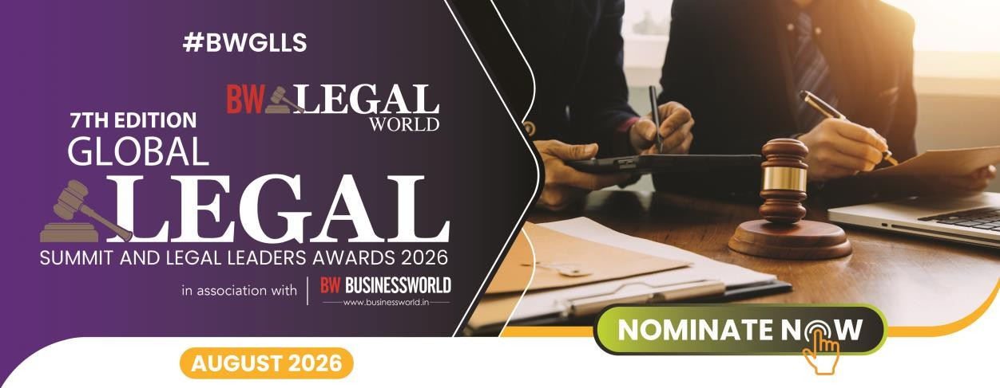 #BWGLLS
BW LEGAL
WORLD
7TH EDITION
GLOBAL
LEGAL
SUMMIT AND LEGAL LEADERS AWARDS 2026
in association with BW BUSINESSWORLD
www.businessworld.in
AUGUST 2026
NOMINATE NOW